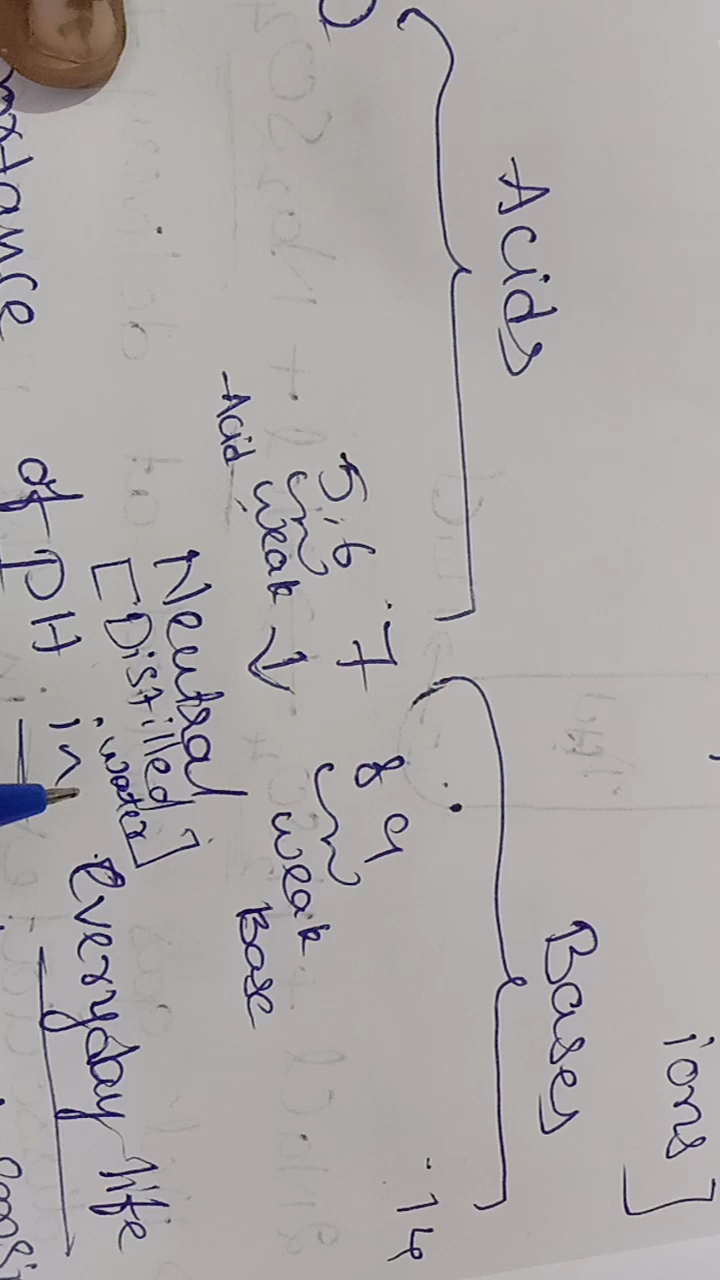 ions]
Acids Bases
5,6 7 8 9 14
Acid weak ↓ weak Base
Neutral
[Distilled water]
of PH in everyday life